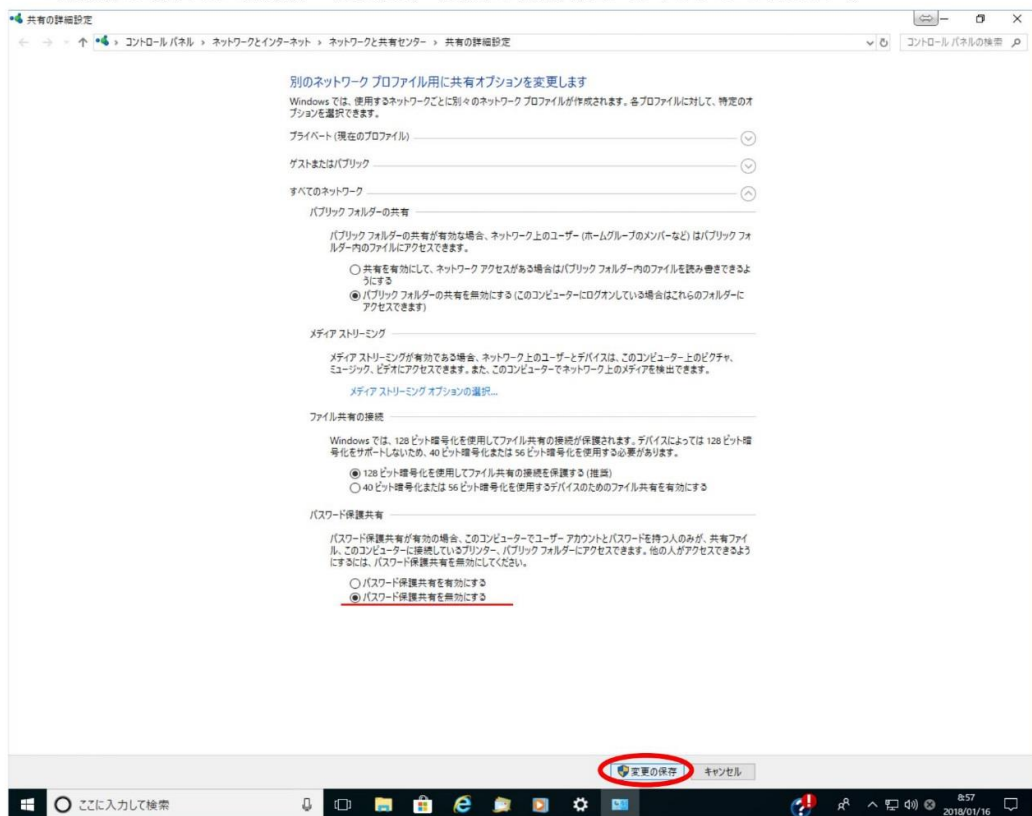 共有の詳細設定
コントロール パネル › ネットワークとインターネット › ネットワークと共有センター › 共有の詳細設定
コントロール パネルの検索
別のネットワーク プロファイル用に共有オプションを変更します
Windows では、使用するネットワークごとに別々のネットワーク プロファイルが作成されます。各プロファイルに対して、特定のオ
プションを選択できます。
プライベート (現在のプロファイル)
ゲストまたはパブリック
すべてのネットワーク
パブリック フォルダーの共有
パブリック フォルダーの共有が有効な場合、ネットワーク上のユーザー (ホームグループのメンバーなど) はパブリック フォ
ルダー内のファイルにアクセスできます。
共有を有効にして、ネットワーク アクセスがある場合はパブリック フォルダー内のファイルを読み書きできるよ
うにする
パブリック フォルダーの共有を無効にする (このコンピューターにログオンしている場合はこれらのフォルダーに
アクセスできます)
メディア ストリーミング
メディア ストリーミングが有効である場合、ネットワーク上のユーザーとデバイスは、このコンピューター上のピクチャ、
ミュージック、ビデオにアクセスできます。また、このコンピューターでネットワーク上のメディアを検出できます。
メディア ストリーミング オプションの選択...
ファイル共有の接続
Windows では、128 ビット暗号化を使用してファイル共有の接続が保護されます。デバイスによっては 128 ビット暗
号化をサポートしないため、40 ビット暗号化または 56 ビット暗号化を使用する必要があります。
128 ビット暗号化を使用してファイル共有の接続を保護する (推奨)
40 ビット暗号化または 56 ビット暗号化を使用するデバイスのためのファイル共有を有効にする
パスワード保護共有
パスワード保護共有が有効の場合、このコンピューターでユーザー アカウントとパスワードを持つ人のみが、共有ファイ
ル、このコンピューターに接続しているプリンター、パブリック フォルダーにアクセスできます。他の人がアクセスできるよう
にするには、パスワード保護共有を無効にしてください。
パスワード保護共有を有効にする
パスワード保護共有を無効にする
変更の保存
キャンセル
ここに入力して検索
8:57
2018/01/16